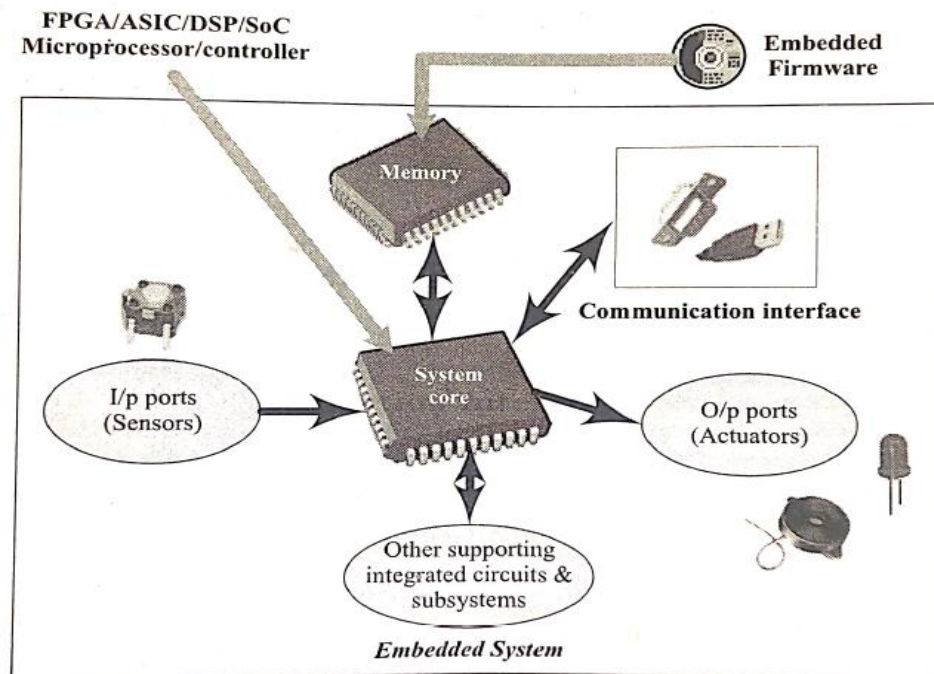 FPGA/ASIC/DSP/SoC
Microprocessor/controller
Embedded
Firmware
Memory
Communication interface
System
core
I/p ports
(Sensors)
O/p ports
(Actuators)
Other supporting
integrated circuits &
subsystems
Embedded System